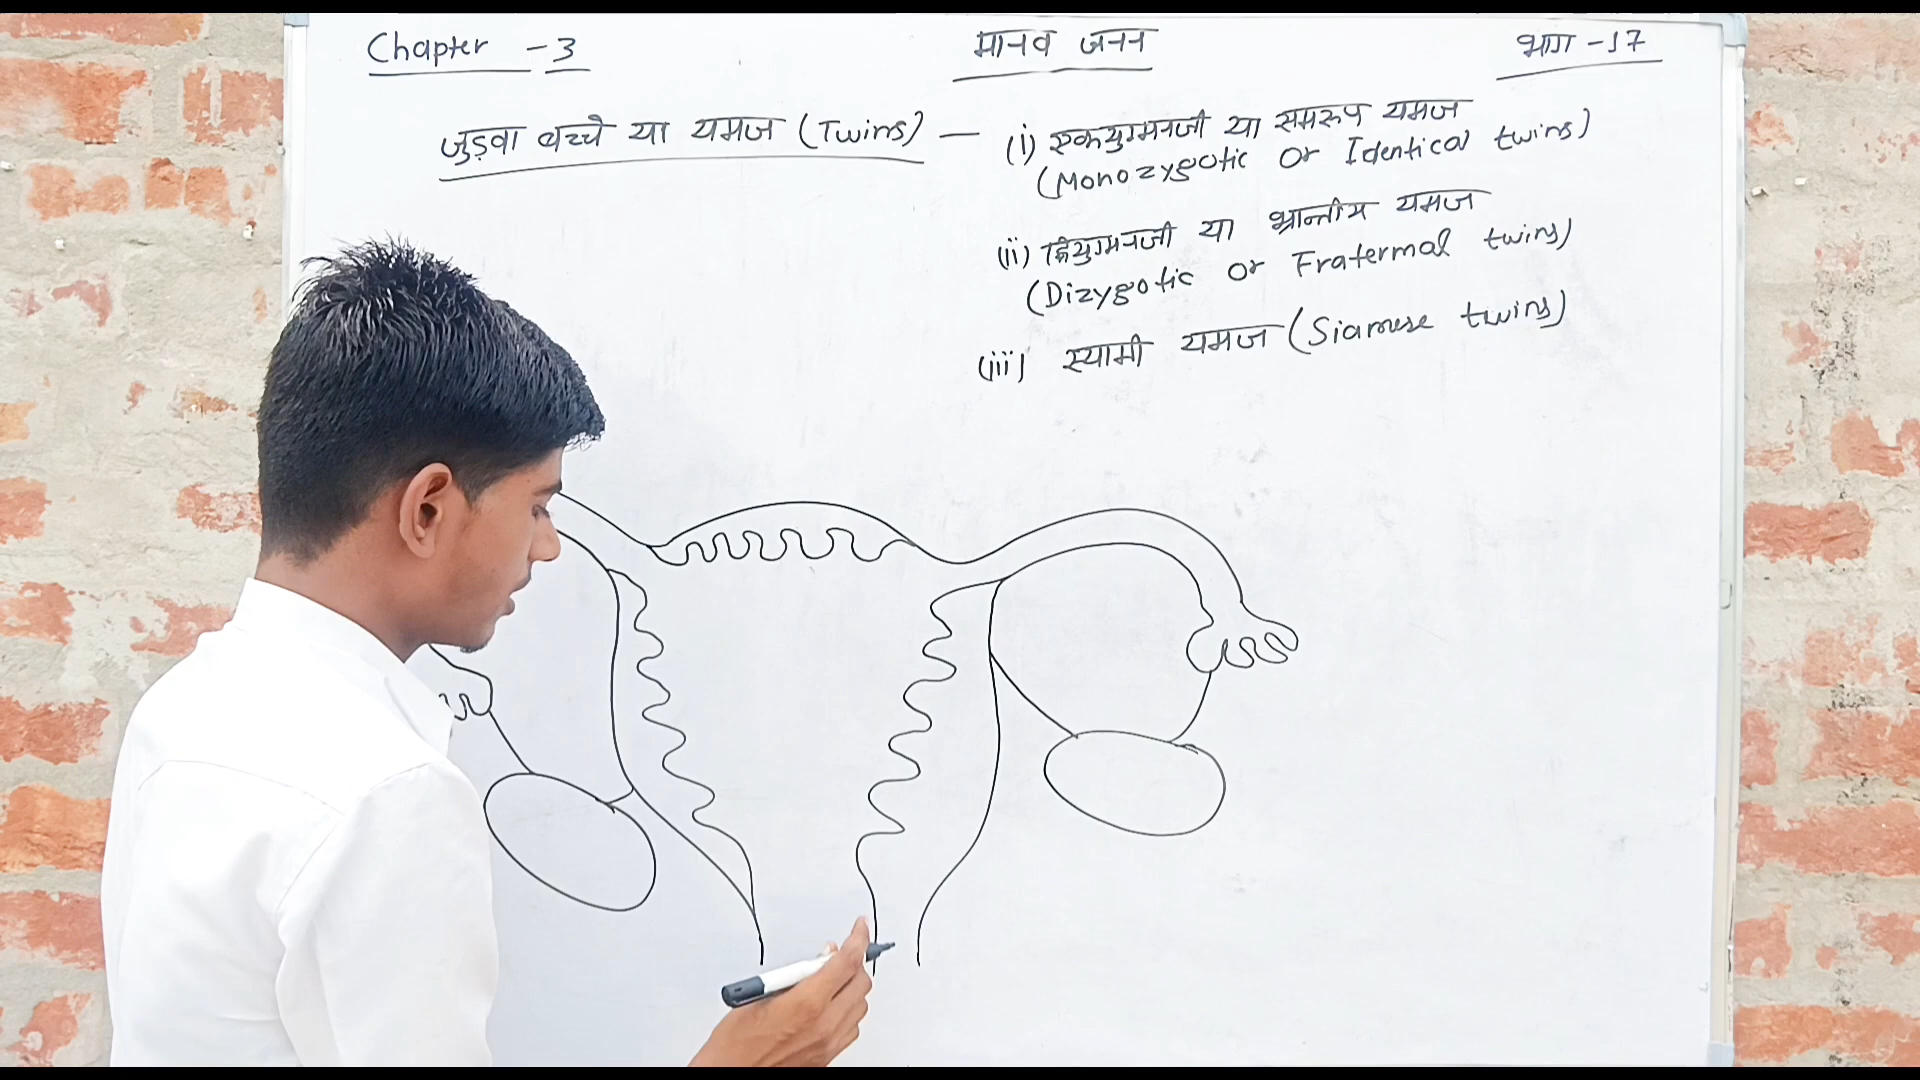 Chapter - 3
मानव जनन
भाग - 17
जुड़वा बच्चे या यमज (Twins) —
(i) एकयुग्मनजी या समरूप यमज
(Monozygotic or Identical twins)
(ii) द्वियुग्मनजी या भ्रान्तीय यमज
(Dizygotic or Fratermal twins)
(iii) स्यामी यमज (Siamese twins)